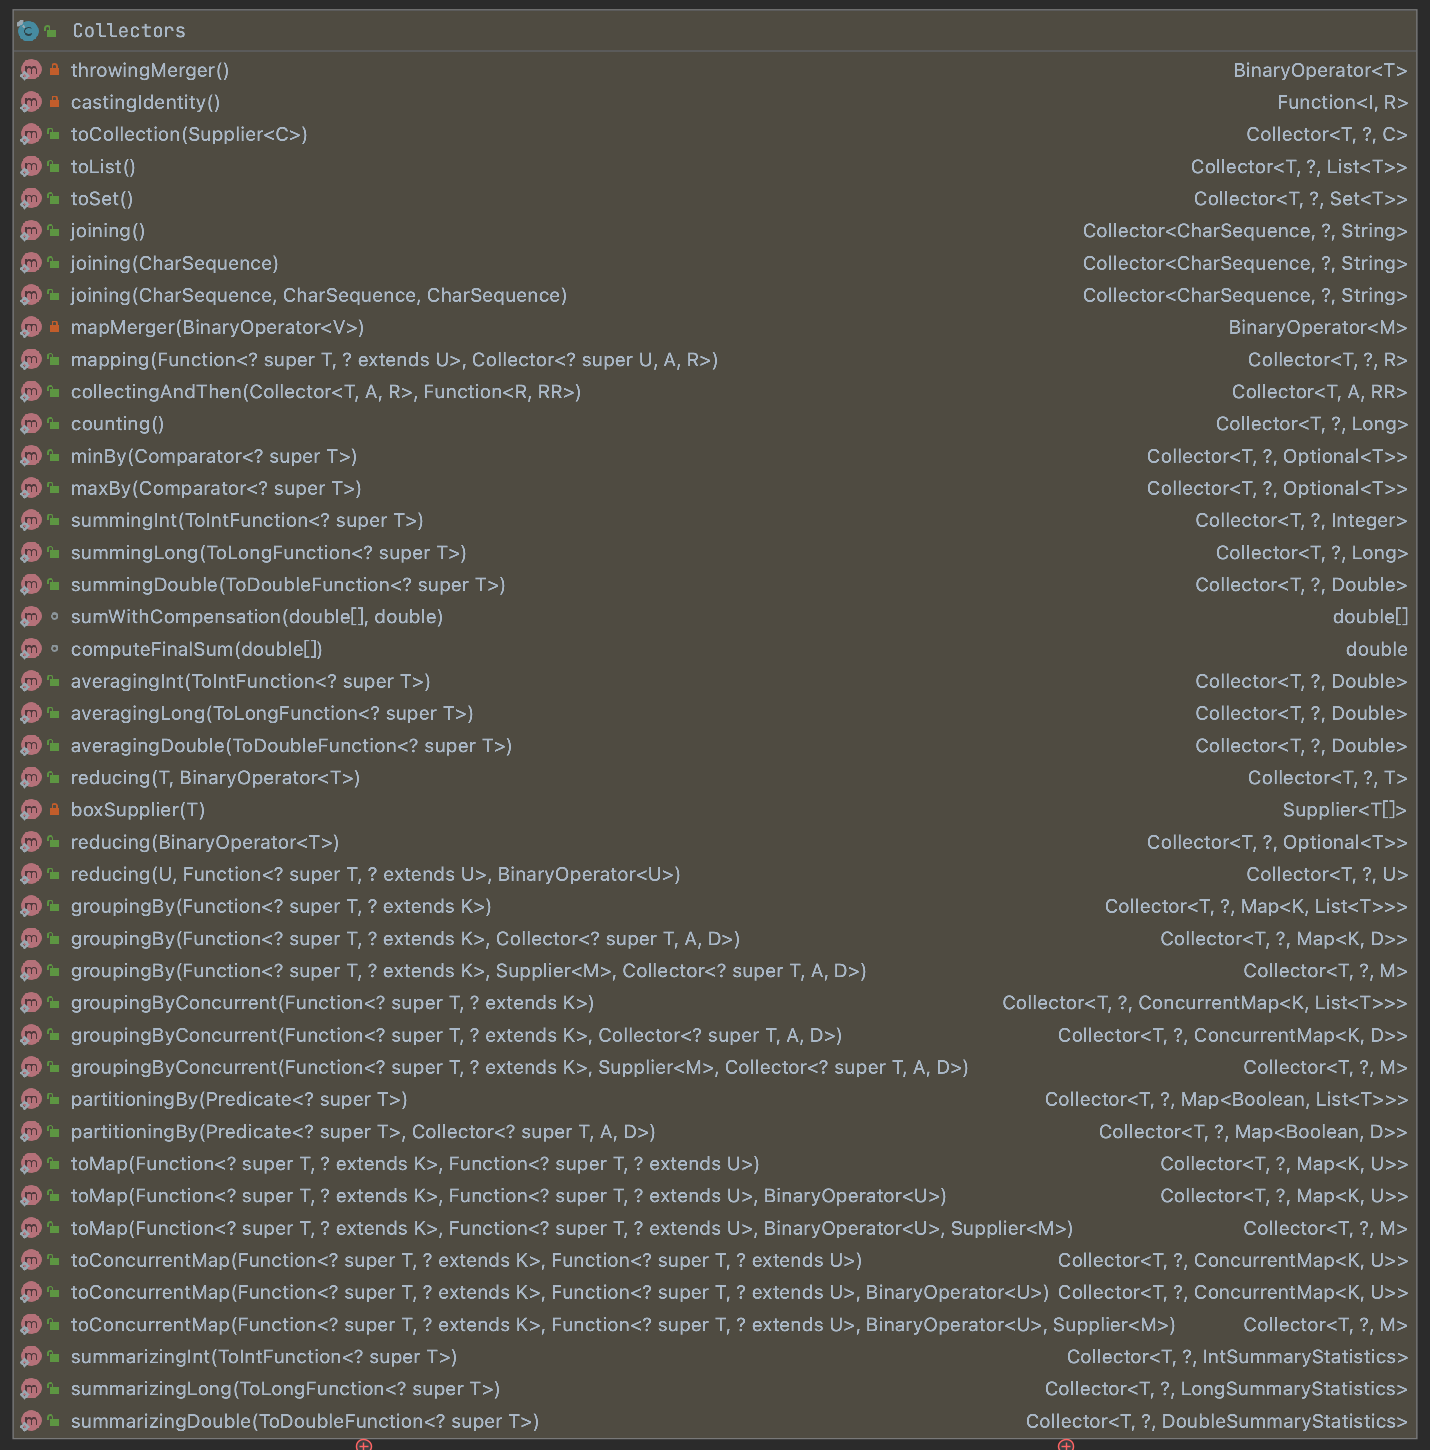 Collectors
throwingMerger() BinaryOperator<T>
castingIdentity() Function<I, R>
toCollection(Supplier<C>) Collector<T, ?, C>
toList() Collector<T, ?, List<T>>
toSet() Collector<T, ?, Set<T>>
joining() Collector<CharSequence, ?, String>
joining(CharSequence) Collector<CharSequence, ?, String>
joining(CharSequence, CharSequence, CharSequence) Collector<CharSequence, ?, String>
mapMerger(BinaryOperator<V>) BinaryOperator<M>
mapping(Function<? super T, ? extends U>, Collector<? super U, A, R>) Collector<T, ?, R>
collectingAndThen(Collector<T, A, R>, Function<R, RR>) Collector<T, A, RR>
counting() Collector<T, ?, Long>
minBy(Comparator<? super T>) Collector<T, ?, Optional<T>>
maxBy(Comparator<? super T>) Collector<T, ?, Optional<T>>
summingInt(ToIntFunction<? super T>) Collector<T, ?, Integer>
summingLong(ToLongFunction<? super T>) Collector<T, ?, Long>
summingDouble(ToDoubleFunction<? super T>) Collector<T, ?, Double>
sumWithCompensation(double[], double) double[]
computeFinalSum(double[]) double
averagingInt(ToIntFunction<? super T>) Collector<T, ?, Double>
averagingLong(ToLongFunction<? super T>) Collector<T, ?, Double>
averagingDouble(ToDoubleFunction<? super T>) Collector<T, ?, Double>
reducing(T, BinaryOperator<T>) Collector<T, ?, T>
boxSupplier(T) Supplier<T[]>
reducing(BinaryOperator<T>) Collector<T, ?, Optional<T>>
reducing(U, Function<? super T, ? extends U>, BinaryOperator<U>) Collector<T, ?, U>
groupingBy(Function<? super T, ? extends K>) Collector<T, ?, Map<K, List<T>>>
groupingBy(Function<? super T, ? extends K>, Collector<? super T, A, D>) Collector<T, ?, Map<K, D>>
groupingBy(Function<? super T, ? extends K>, Supplier<M>, Collector<? super T, A, D>) Collector<T, ?, M>
groupingByConcurrent(Function<? super T, ? extends K>) Collector<T, ?, ConcurrentMap<K, List<T>>>
groupingByConcurrent(Function<? super T, ? extends K>, Collector<? super T, A, D>) Collector<T, ?, ConcurrentMap<K, D>>
groupingByConcurrent(Function<? super T, ? extends K>, Supplier<M>, Collector<? super T, A, D>) Collector<T, ?, M>
partitioningBy(Predicate<? super T>) Collector<T, ?, Map<Boolean, List<T>>>
partitioningBy(Predicate<? super T>, Collector<? super T, A, D>) Collector<T, ?, Map<Boolean, D>>
toMap(Function<? super T, ? extends K>, Function<? super T, ? extends U>) Collector<T, ?, Map<K, U>>
toMap(Function<? super T, ? extends K>, Function<? super T, ? extends U>, BinaryOperator<U>) Collector<T, ?, Map<K, U>>
toMap(Function<? super T, ? extends K>, Function<? super T, ? extends U>, BinaryOperator<U>, Supplier<M>) Collector<T, ?, M>
toConcurrentMap(Function<? super T, ? extends K>, Function<? super T, ? extends U>) Collector<T, ?, ConcurrentMap<K, U>>
toConcurrentMap(Function<? super T, ? extends K>, Function<? super T, ? extends U>, BinaryOperator<U>) Collector<T, ?, ConcurrentMap<K, U>>
toConcurrentMap(Function<? super T, ? extends K>, Function<? super T, ? extends U>, BinaryOperator<U>, Supplier<M>) Collector<T, ?, M>
summarizingInt(ToIntFunction<? super T>) Collector<T, ?, IntSummaryStatistics>
summarizingLong(ToLongFunction<? super T>) Collector<T, ?, LongSummaryStatistics>
summarizingDouble(ToDoubleFunction<? super T>) Collector<T, ?, DoubleSummaryStatistics>